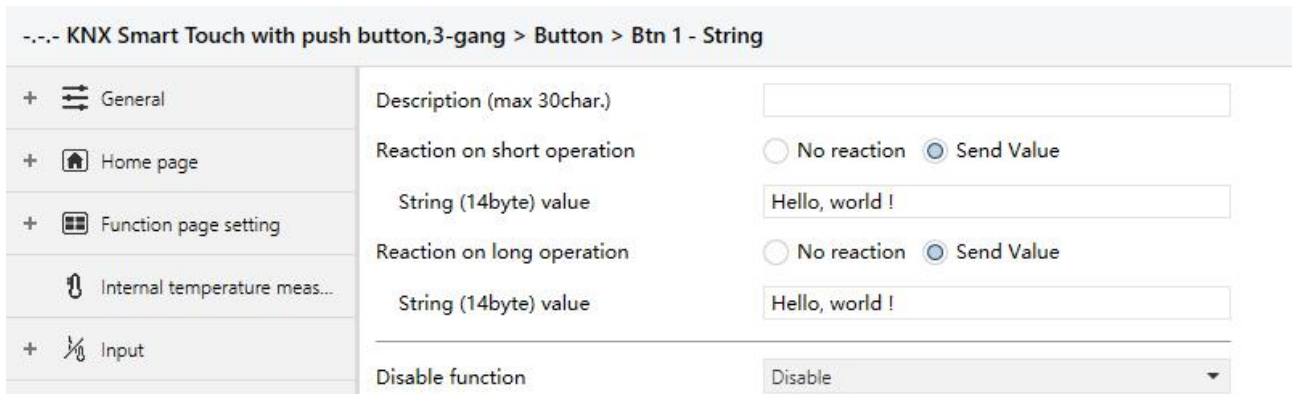 -.-.- KNX Smart Touch with push button,3-gang > Button > Btn 1 - String
+ General
+ Home page
+ Function page setting
Internal temperature meas...
+ Input
Description (max 30char.)
Reaction on short operation No reaction Send Value
String (14byte) value Hello, world !
Reaction on long operation No reaction Send Value
String (14byte) value Hello, world !
Disable function Disable